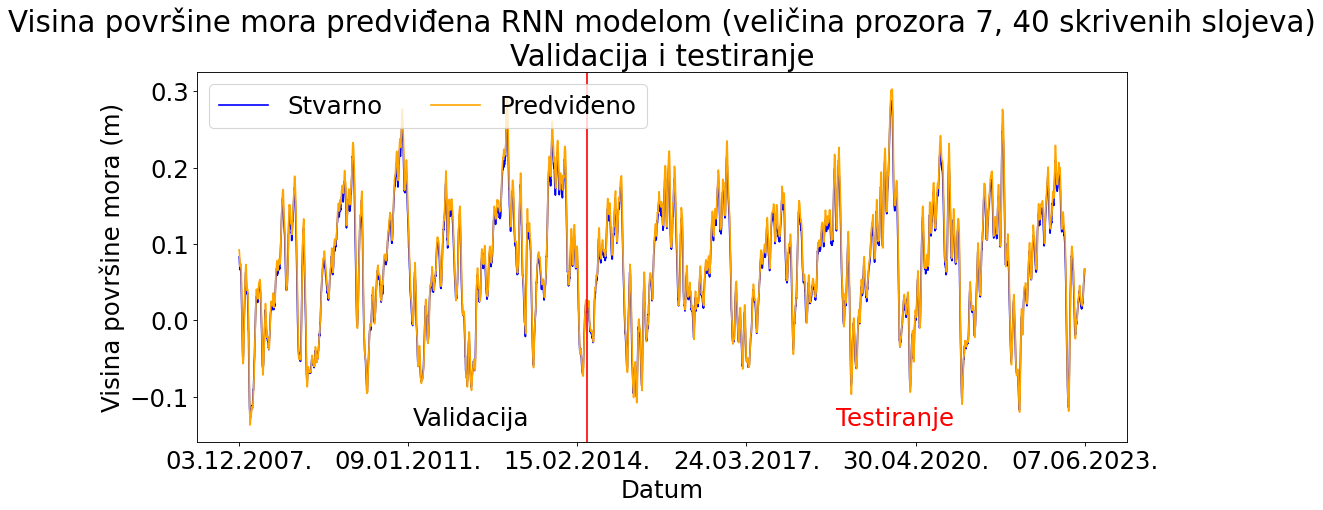 Visina površine mora predviđena RNN modelom (veličina prozora 7, 40 skrivenih slojeva)
Validacija i testiranje
Stvarno Predviđeno
Visina površine mora (m)
0.3
0.2
0.1
0.0
−0.1
Validacija
Testiranje
03.12.2007. 09.01.2011. 15.02.2014. 24.03.2017. 30.04.2020. 07.06.2023.
Datum